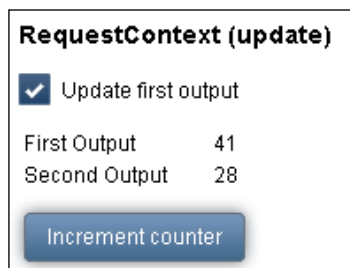 RequestContext (update)
Update first output
First Output 41
Second Output 28
Increment counter